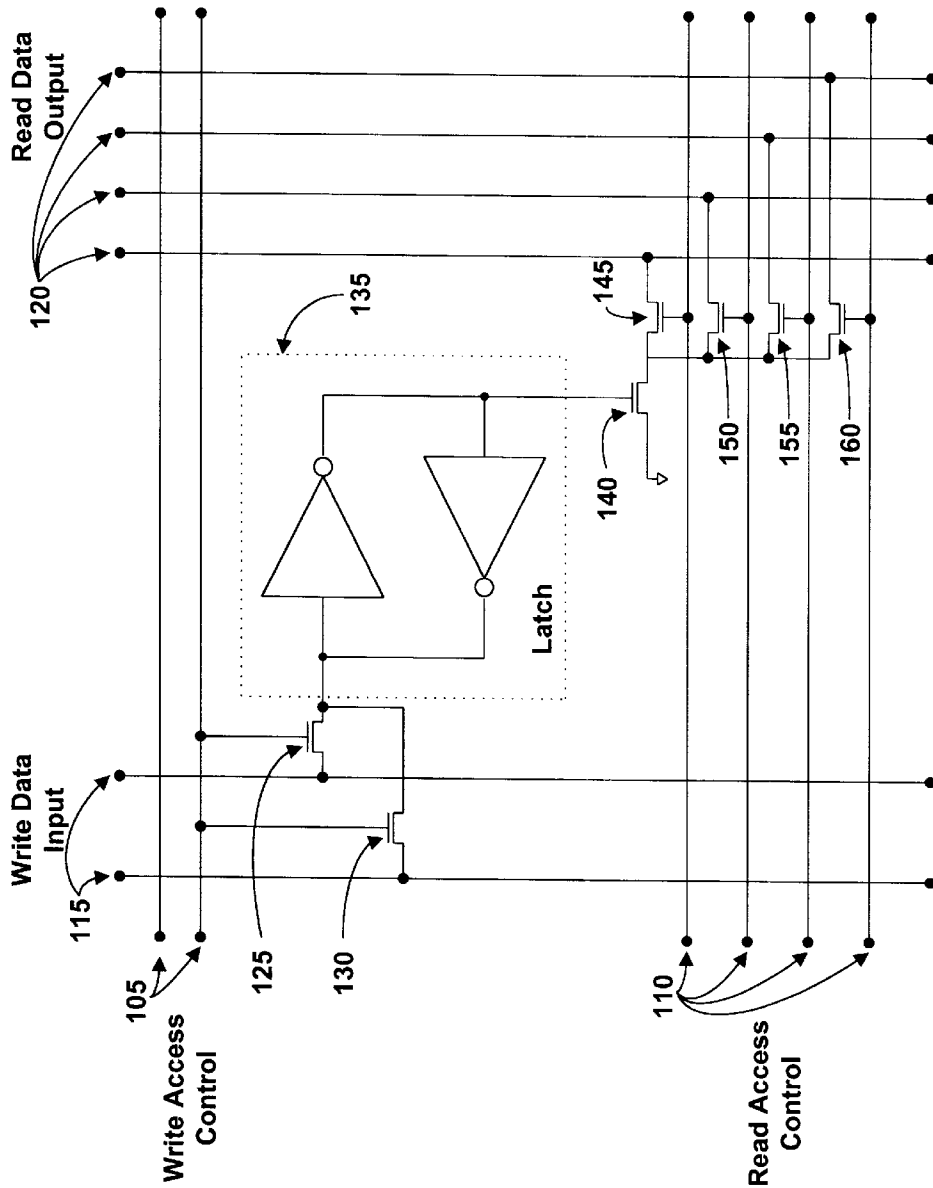 Write Data
Input
115
Read Data
Output
120
105
Write Access
Control
125
130
135
Latch
140
145
150
155
160
110
Read Access
Control